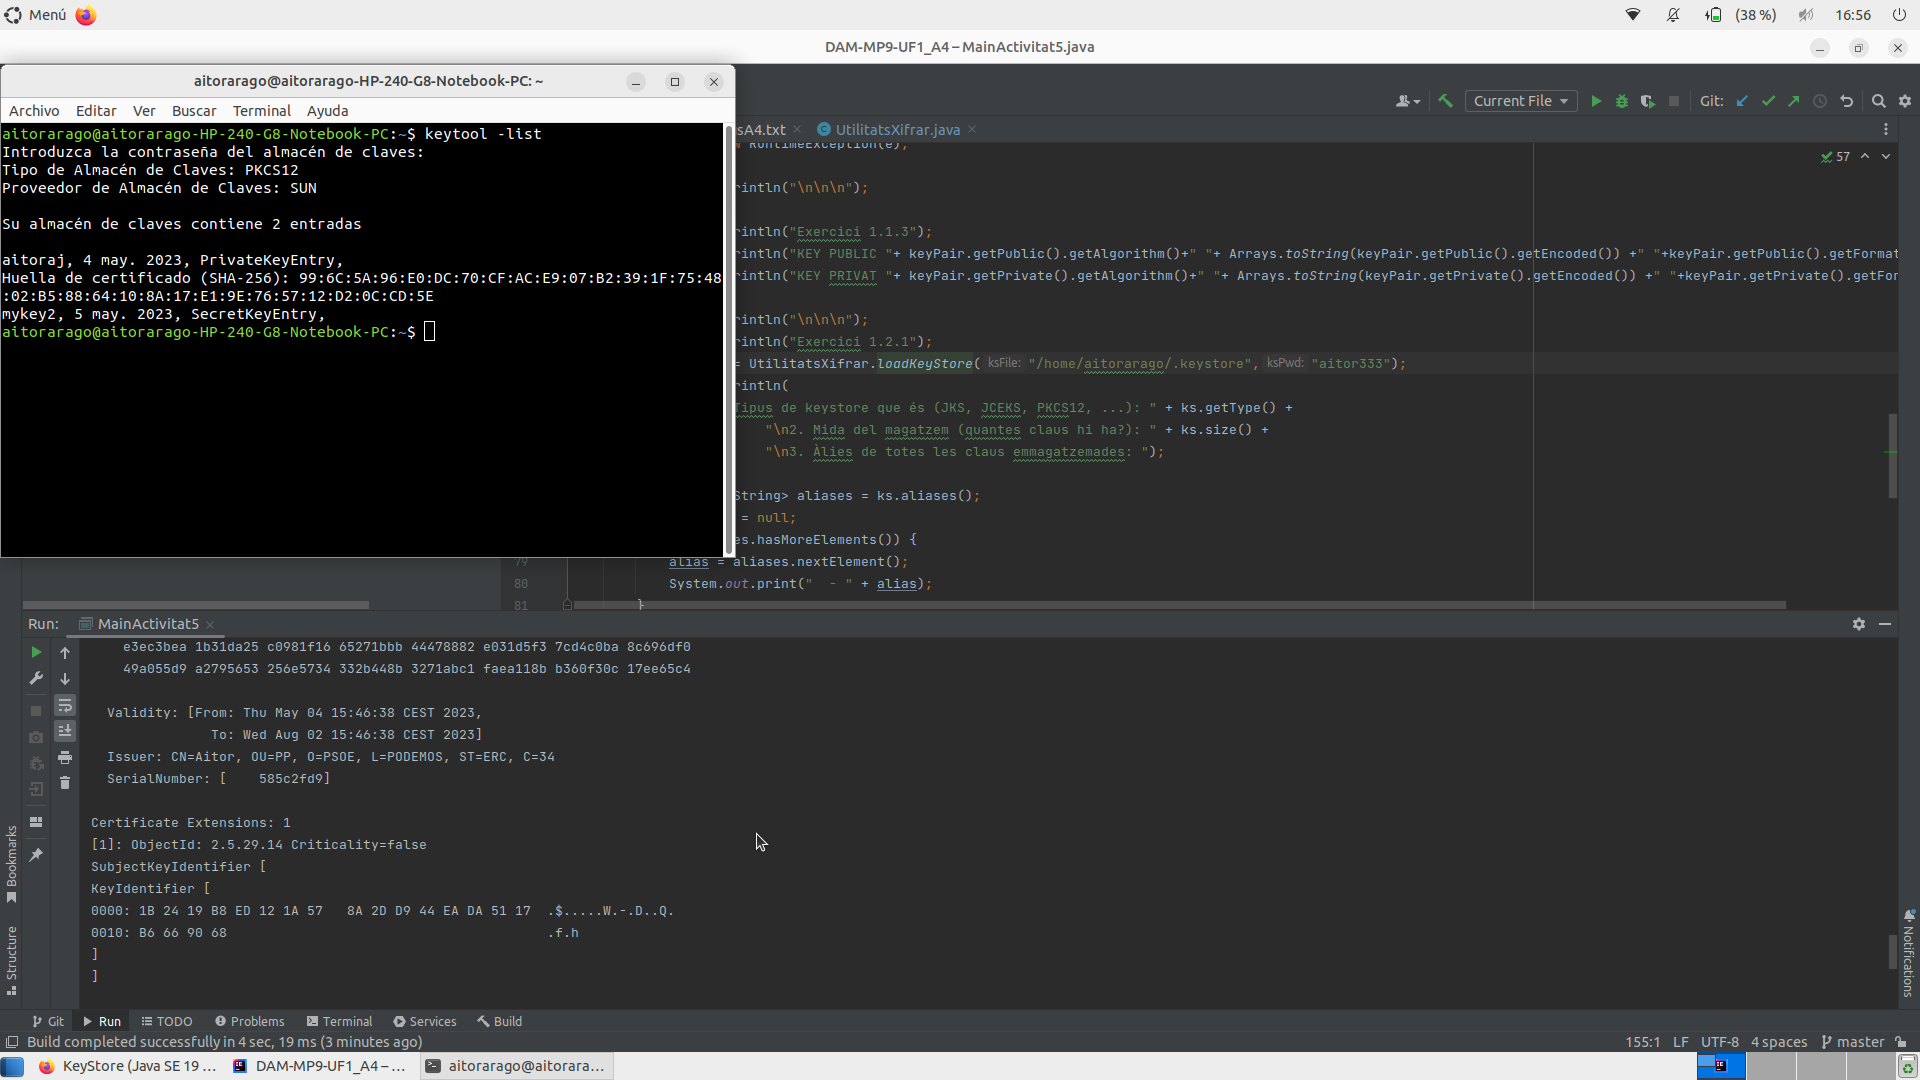 Menú
(38 %)
16:56
DAM-MP9-UF1_A4 – MainActivitat5.java
aitorarago@aitorarago-HP-240-G8-Notebook-PC: ~
Archivo Editar Ver Buscar Terminal Ayuda
aitorarago@aitorarago-HP-240-G8-Notebook-PC:~$ keytool -list
Introduzca la contraseña del almacén de claves:
Tipo de Almacén de Claves: PKCS12
Proveedor de Almacén de Claves: SUN
Su almacén de claves contiene 2 entradas
aitoraj, 4 may. 2023, PrivateKeyEntry,
Huella de certificado (SHA-256): 99:6C:5A:96:E0:DC:70:CF:AC:E9:07:B2:39:1F:75:48
:02:B5:88:64:10:8A:17:E1:9E:76:57:12:D2:0C:CD:5E
mykey2, 5 may. 2023, SecretKeyEntry,
aitorarago@aitorarago-HP-240-G8-Notebook-PC:~$
Current File
Git:
sA4.txt
UtilitatsXifrar.java
57
w RuntimeException(e);
rintln("\n\n\n");
rintln("Exercici 1.1.3");
rintln("KEY PUBLIC "+ keyPair.getPublic().getAlgorithm()+" "+ Arrays.toString(keyPair.getPublic().getEncoded()) +" "+keyPair.getPublic().getFormat
rintln("KEY PRIVAT "+ keyPair.getPrivate().getAlgorithm()+" "+ Arrays.toString(keyPair.getPrivate().getEncoded()) +" "+keyPair.getPrivate().getFor
rintln("\n\n\n");
rintln("Exercici 1.2.1");
= UtilitatsXifrar.loadKeyStore( ksFile: "/home/aitorarago/.keystore", ksPwd: "aitor333");
rintln(
Tipus de keystore que és (JKS, JCEKS, PKCS12, ...): " + ks.getType() +
"\n2. Mida del magatzem (quantes claus hi ha?): " + ks.size() +
"\n3. Àlies de totes les claus emmagatzemades: ");
String> aliases = ks.aliases();
= null;
es.hasMoreElements()) {
79 alias = aliases.nextElement();
80 System.out.print("  - " + alias);
81 }
Run: MainActivitat5
e3ec3bea 1b31da25 c0981f16 65271bbb 44478882 e031d5f3 7cd4c0ba 8c696df0
49a055d9 a2795653 256e5734 332b448b 3271abc1 faea118b b360f30c 17ee65c4
Validity: [From: Thu May 04 15:46:38 CEST 2023,
To: Wed Aug 02 15:46:38 CEST 2023]
Issuer: CN=Aitor, OU=PP, O=PSOE, L=PODEMOS, ST=ERC, C=34
SerialNumber: [    585c2fd9]
Certificate Extensions: 1
[1]: ObjectId: 2.5.29.14 Criticality=false
SubjectKeyIdentifier [
KeyIdentifier [
0000: 1B 24 19 B8 ED 12 1A 57   8A 2D D9 44 EA DA 51 17  .$.....W.-.D..Q.
0010: B6 66 90 68                                        .f.h
]
]
Bookmarks
Structure
Notifications
Git Run TODO Problems Terminal Services Build
Build completed successfully in 4 sec, 19 ms (3 minutes ago)
155:1 LF UTF-8 4 spaces master
KeyStore (Java SE 19 ...
DAM-MP9-UF1_A4 – ...
aitorarago@aitorara...